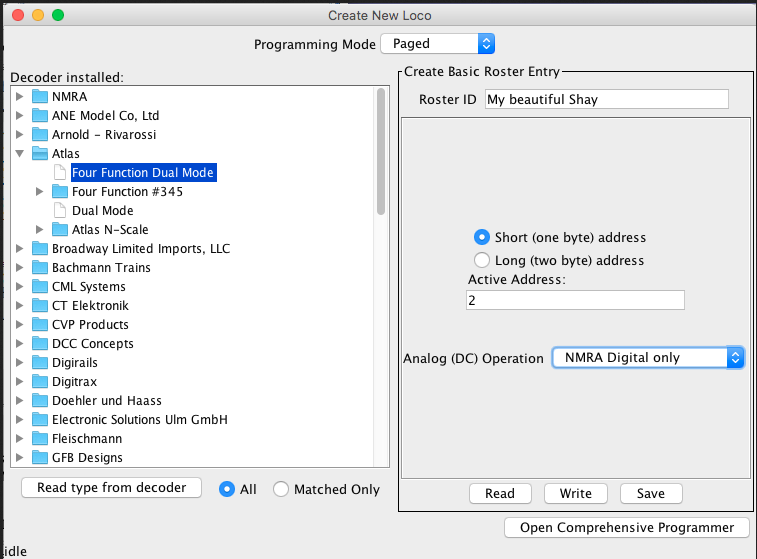 Create New Loco
Programming Mode Paged
Decoder installed:
NMRA
ANE Model Co, Ltd
Arnold - Rivarossi
Atlas
Four Function Dual Mode
Four Function #345
Dual Mode
Atlas N-Scale
Broadway Limited Imports, LLC
Bachmann Trains
CML Systems
CT Elektronik
CVP Products
DCC Concepts
Digirails
Digitrax
Doehler und Haass
Electronic Solutions Ulm GmbH
Fleischmann
GFB Designs
Read type from decoder All Matched Only
Create Basic Roster Entry
Roster ID My beautiful Shay
Short (one byte) address
Long (two byte) address
Active Address:
2
Analog (DC) Operation NMRA Digital only
Read Write Save
Open Comprehensive Programmer
idle